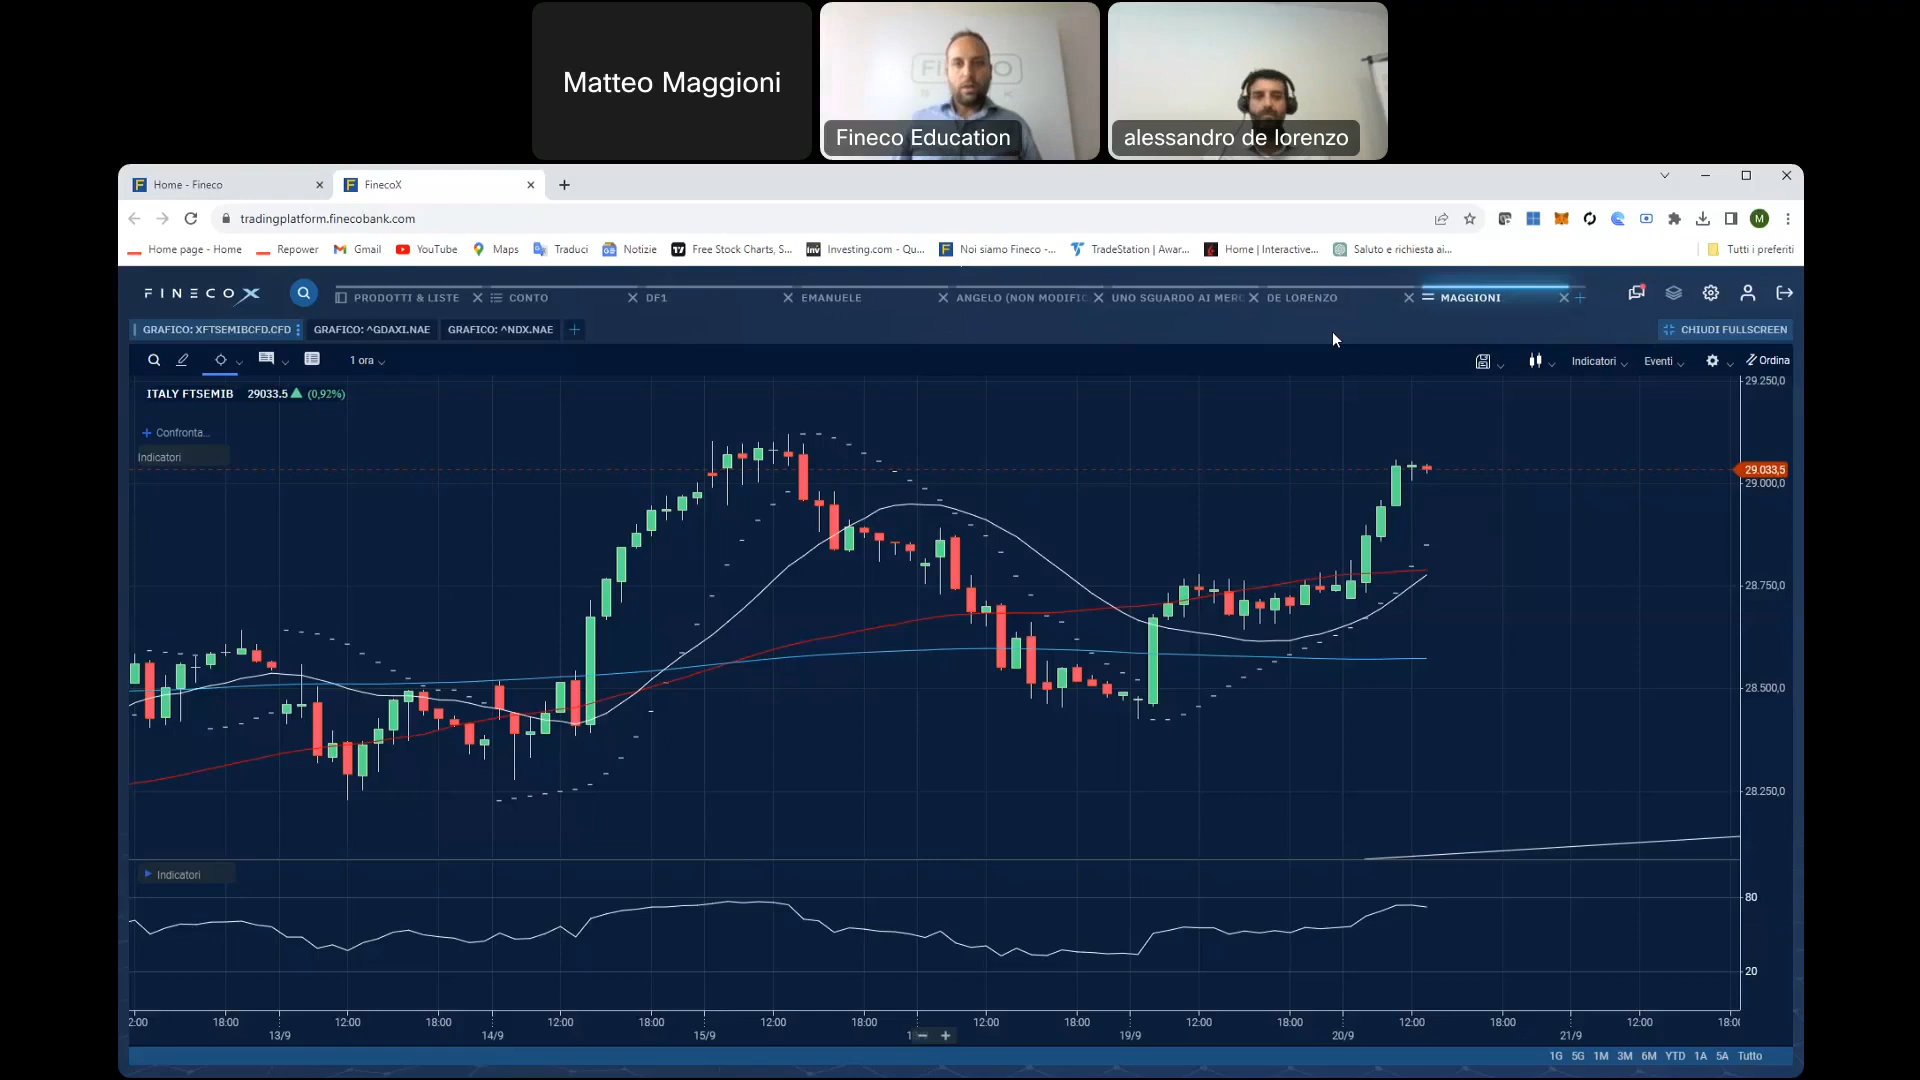 Matteo Maggioni
Fineco Education
alessandro de lorenzo
Home - Fineco
FinecoX
tradingplatform.finecobank.com
M
Home page - Home
Repower
Gmail
YouTube
Maps
Traduci
Notizie
Free Stock Charts, S...
Investing.com - Qu...
Noi siamo Fineco -...
TradeStation | Awar...
Home | Interactive...
Saluto e richiesta ai...
Tutti i preferiti
FINECOX
PRODOTTI & LISTE
CONTO
DF1
EMANUELE
ANGELO (NON MODIFIC
UNO SGUARDO AI MERC
DE LORENZO
MAGGIONI
GRAFICO: XFTSEMIBCFD.CFD
GRAFICO: ^GDAXI.NAE
GRAFICO: ^NDX.NAE
CHIUDI FULLSCREEN
1 ora
Indicatori
Eventi
Ordina
ITALY FTSEMIB 29033.5 (0,92%)
Confronta...
Indicatori
29.250,0
29.033,5
29.000,0
28.750,0
28.500,0
28.250,0
Indicatori
80
20
2:00 18:00 12:00 18:00 12:00 18:00 12:00 18:00 12:00 18:00 12:00 18:00 12:00 18:00 12:00 18:00
13/9 14/9 15/9 19/9 20/9 21/9
1G 5G 1M 3M 6M YTD 1A 5A Tutto